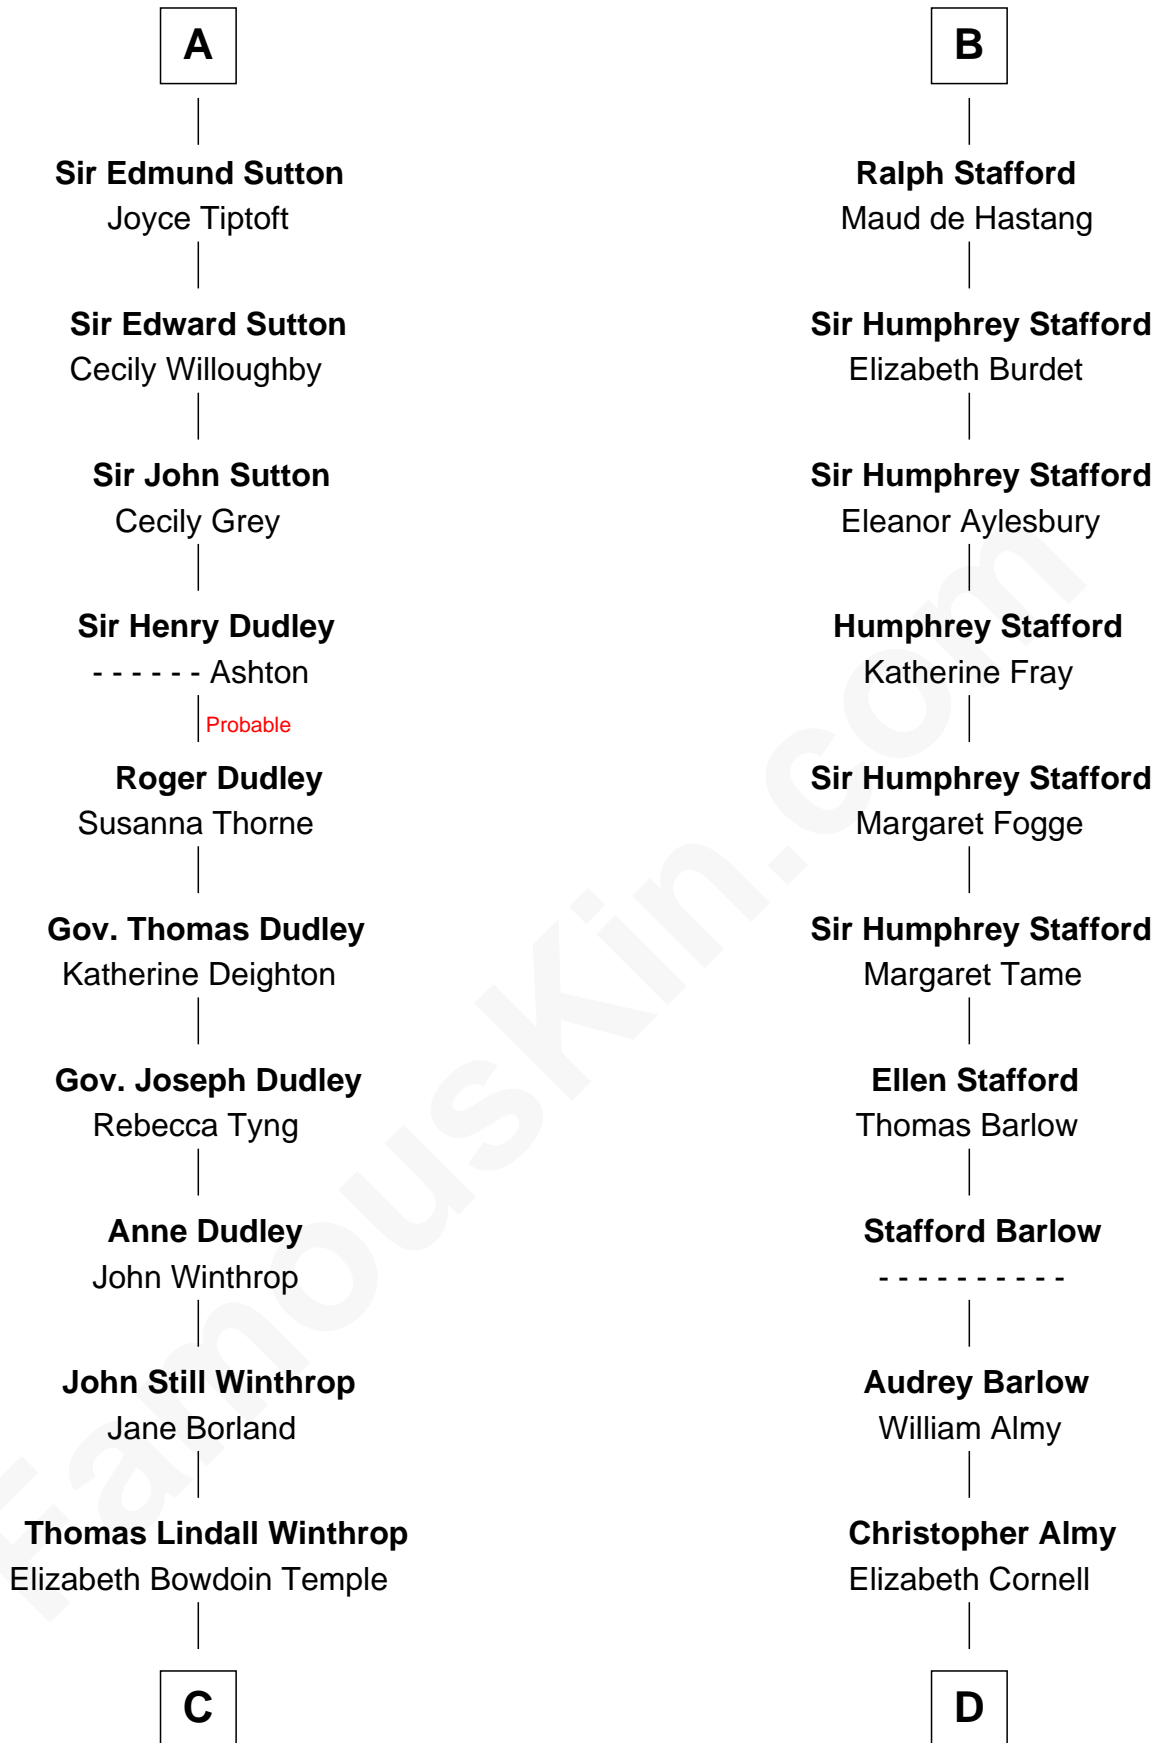 A
Sir Edmund Sutton
Joyce Tiptoft
Sir Edward Sutton
Cecily Willoughby
Sir John Sutton
Cecily Grey
Sir Henry Dudley
- - - - - - Ashton
Probable
Roger Dudley
Susanna Thorne
Gov. Thomas Dudley
Katherine Deighton
Gov. Joseph Dudley
Rebecca Tyng
Anne Dudley
John Winthrop
John Still Winthrop
Jane Borland
Thomas Lindall Winthrop
Elizabeth Bowdoin Temple
C
B
Ralph Stafford
Maud de Hastang
Sir Humphrey Stafford
Elizabeth Burdet
Sir Humphrey Stafford
Eleanor Aylesbury
Humphrey Stafford
Katherine Fray
Sir Humphrey Stafford
Margaret Fogge
Sir Humphrey Stafford
Margaret Tame
Ellen Stafford
Thomas Barlow
Stafford Barlow
- - - - - - - - - -
Audrey Barlow
William Almy
Christopher Almy
Elizabeth Cornell
D
FamousKin.com